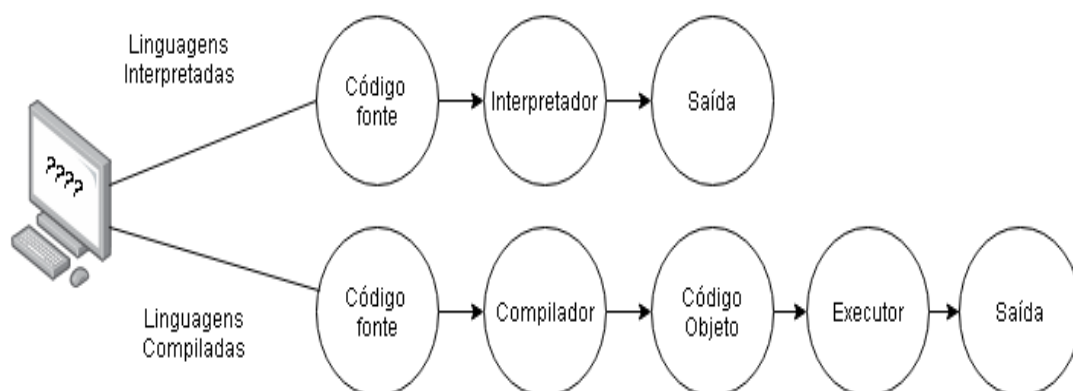 Linguagens
Interpretadas
Código
fonte
Interpretador
Saída
????
Linguagens
Compiladas
Código
fonte
Compilador
Código
Objeto
Executor
Saída